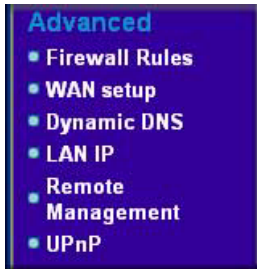 Advanced
Firewall Rules
WAN setup
Dynamic DNS
LAN IP
Remote
Management
UPnP